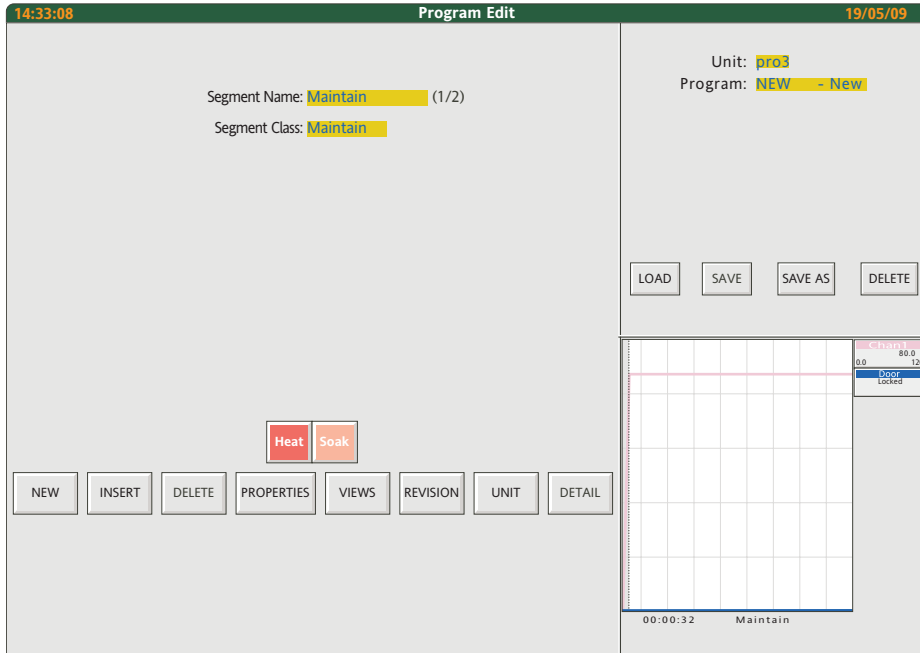 14:33:08 Program Edit 19/05/09
Segment Name: Maintain (1/2)
Segment Class: Maintain
Unit: pro3
Program: NEW - New
LOAD SAVE SAVE AS DELETE
Chan1
80.0
0.0 12
Door
Locked
Heat Soak
NEW INSERT DELETE PROPERTIES VIEWS REVISION UNIT DETAIL
00:00:32 Maintain